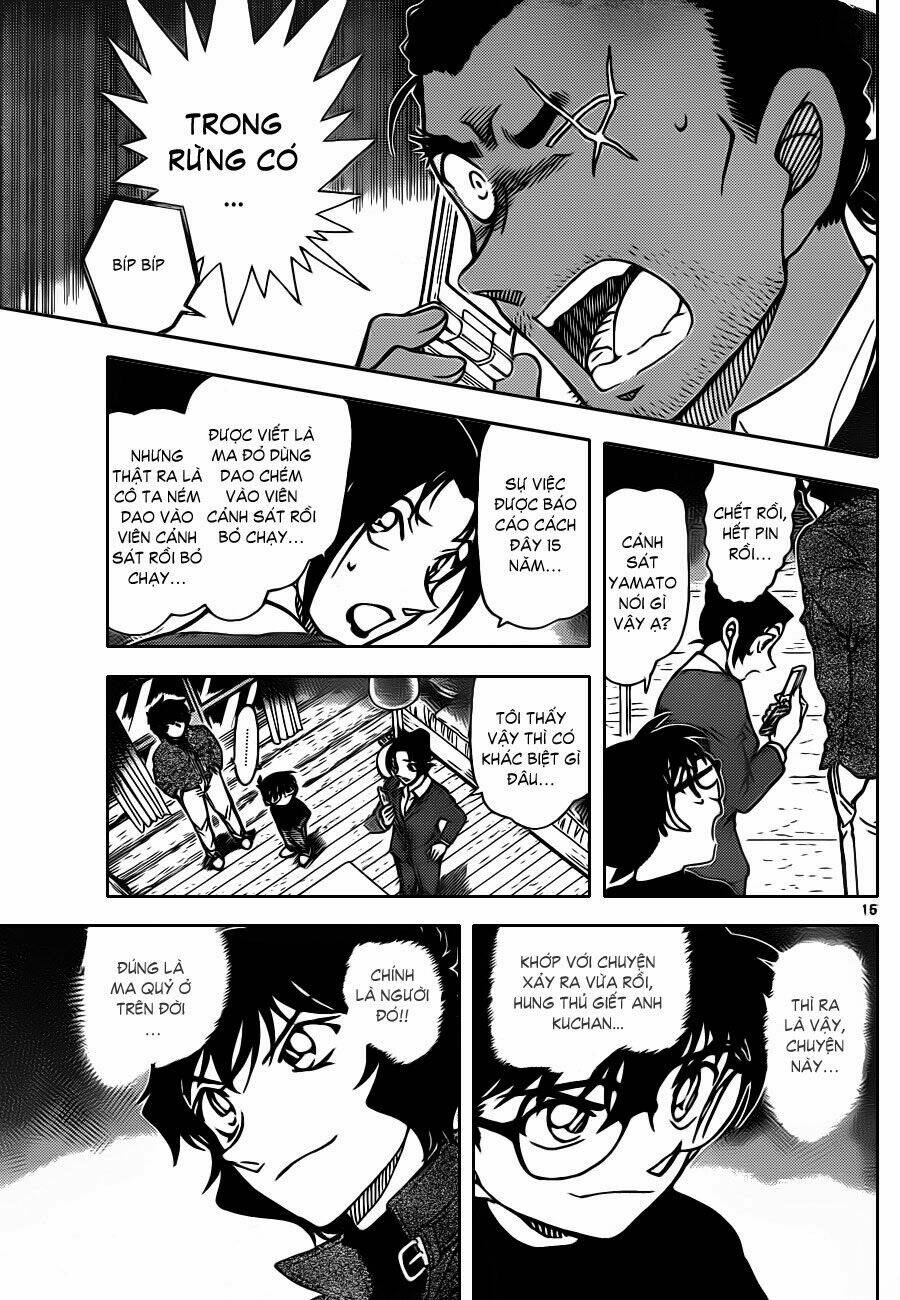 TRONG
RỪNG CÓ
...
BÍP BÍP
CHẾT RỒI,
HẾT PIN
RỒI...
CẢNH
SÁT
YAMATO
NÓI GÌ
VẬY Ạ?
SỰ VIỆC
ĐƯỢC BÁO
CÁO CÁCH
ĐÂY 15
NĂM...
ĐƯỢC VIẾT LÀ
MA ĐỎ DÙNG
DAO CHÉM
VÀO VIÊN
CẢNH SÁT RỒI
BỎ CHẠY...
NHƯNG
THẬT RA LÀ
CÔ TA NÉM
DAO VÀO
VIÊN CẢNH
SÁT RỒI BỎ
CHẠY...
TÔI THẤY
VẬY THÌ CÓ
KHÁC BIỆT GÌ
ĐÂU...
.........
15
THÌ RA
LÀ VẬY,
CHUYỆN
NÀY...
KHỚP VỚI CHUYỆN
XẢY RA VỪA RỒI,
HUNG THỦ GIẾT ANH
KUCHAN...
CHÍNH
LÀ NGƯỜI
ĐÓ!!
ĐÚNG LÀ
MA QUỶ Ở
TRÊN ĐỜI
...